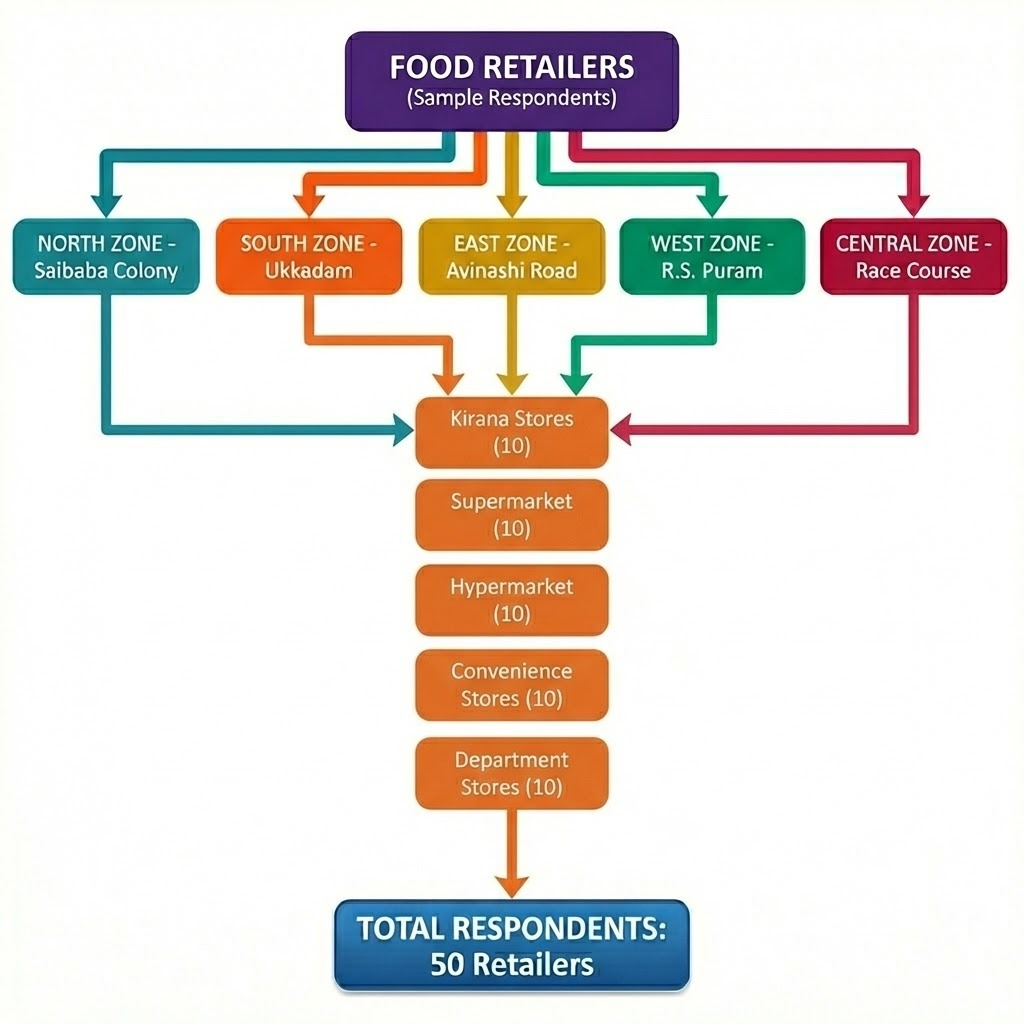 FOOD RETAILERS
(Sample Respondents)
NORTH ZONE -
Saibaba Colony
SOUTH ZONE -
Ukkadam
EAST ZONE -
Avinashi Road
WEST ZONE -
R.S. Puram
CENTRAL ZONE -
Race Course
Kirana Stores
(10)
Supermarket
(10)
Hypermarket
(10)
Convenience
Stores (10)
Department
Stores (10)
TOTAL RESPONDENTS:
50 Retailers